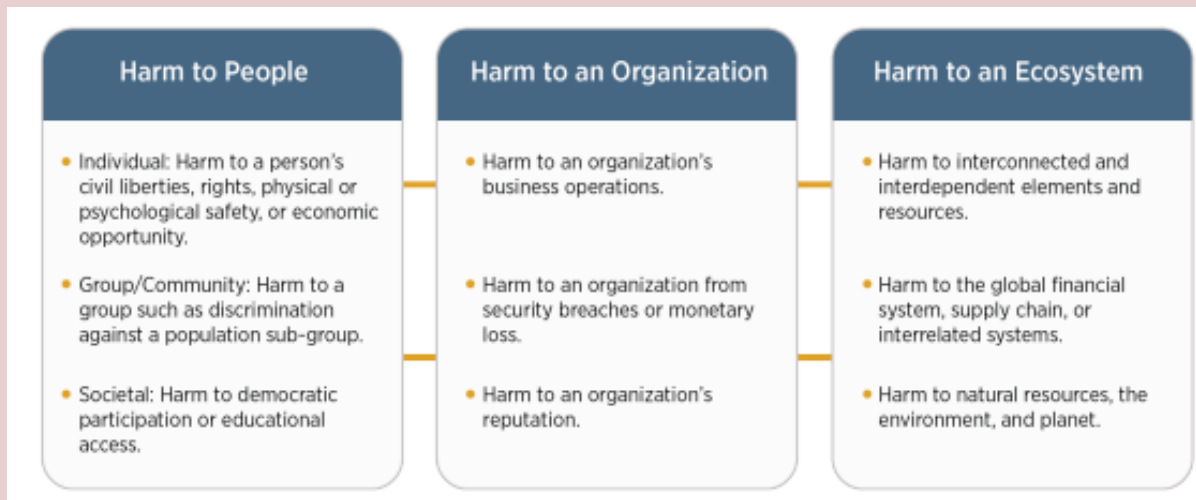 Harm to People
• Individual: Harm to a person's
civil liberties, rights, physical or
psychological safety, or economic
opportunity.
• Group/Community: Harm to a
group such as discrimination
against a population sub-group.
• Societal: Harm to democratic
participation or educational
access.
Harm to an Organization
• Harm to an organization's
business operations.
• Harm to an organization from
security breaches or monetary
loss.
• Harm to an organization's
reputation.
Harm to an Ecosystem
• Harm to interconnected and
interdependent elements and
resources.
• Harm to the global financial
system, supply chain, or
interrelated systems.
• Harm to natural resources, the
environment, and planet.